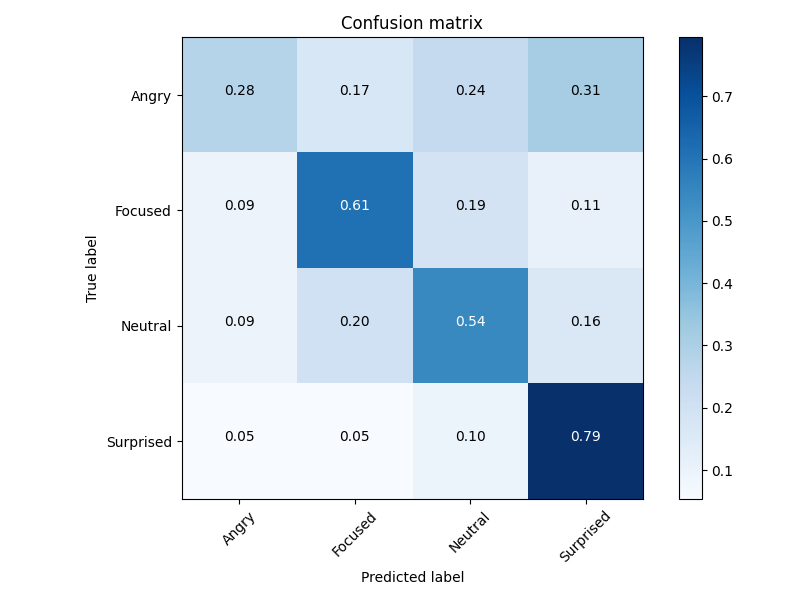 Confusion matrix
Angry
0.28 0.17 0.24 0.31
Focused
0.09 0.61 0.19 0.11
Neutral
0.09 0.20 0.54 0.16
Surprised
0.05 0.05 0.10 0.79
True label
Angry Focused Neutral Surprised
Predicted label
0.7
0.6
0.5
0.4
0.3
0.2
0.1